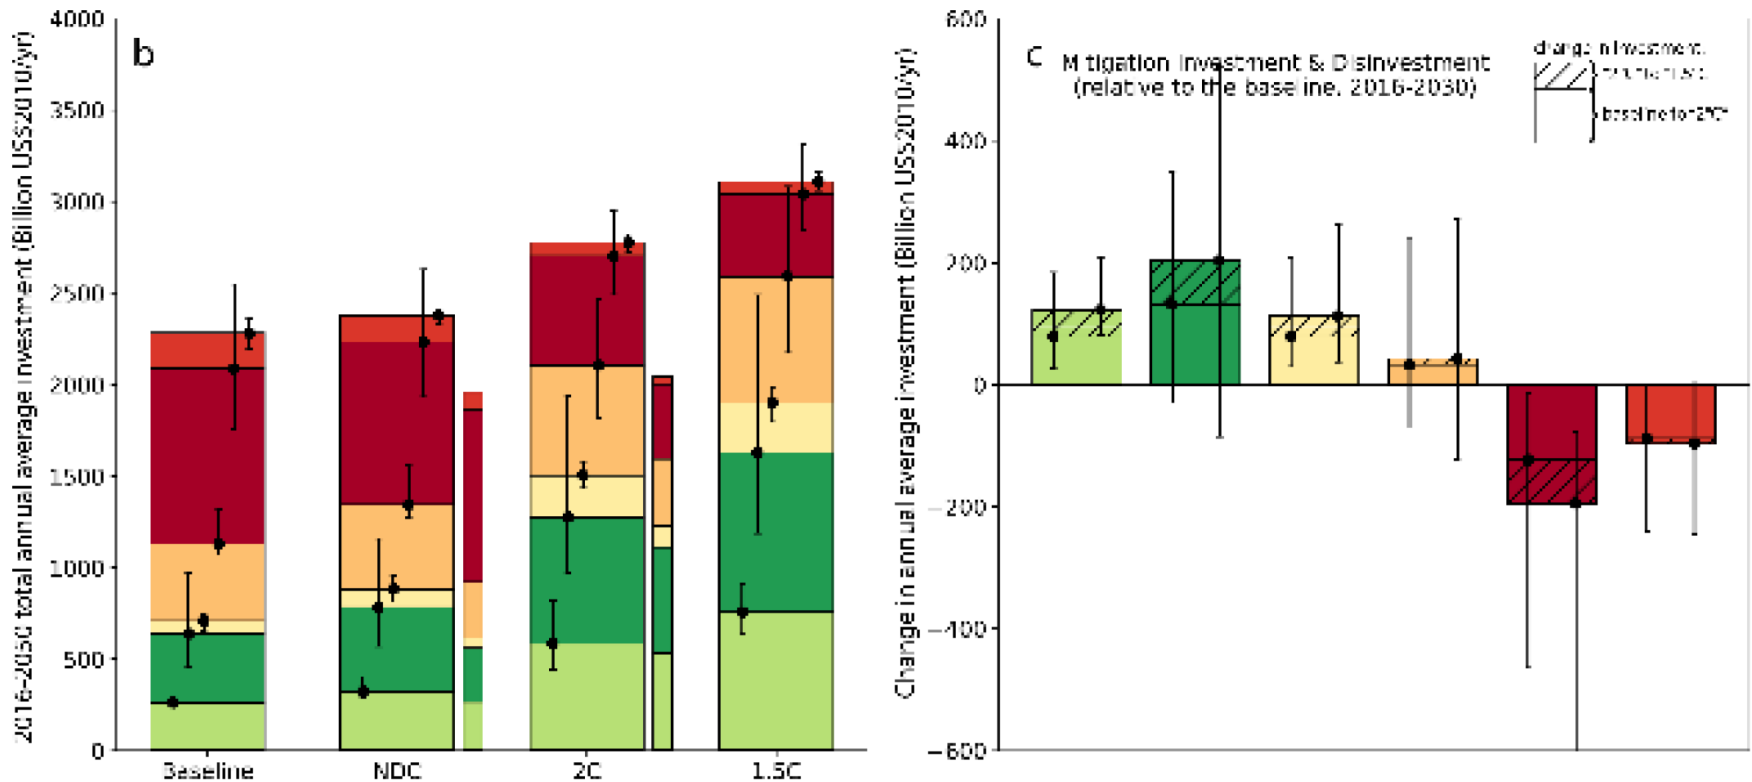 2016-2030 total annual average investment (Billion US$2010/yr)
4000
3500
3000
2500
2000
1500
1000
500
0
b
Baseline
NDC
2C
1.5C
Change in annual average investment (Billion US$2010/yr)
600
400
200
0
−200
−400
−600
c
Mitigation Investment & Disinvestment
(relative to the baseline, 2016-2030)
change in Investment:
baseline to 2°C